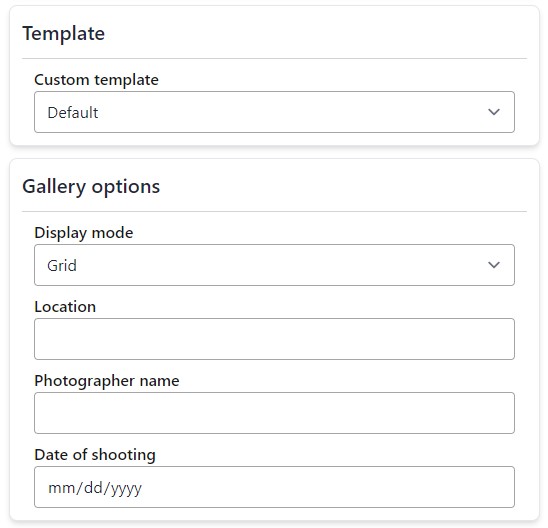 Template
Custom template
Default
Gallery options
Display mode
Grid
Location
Photographer name
Date of shooting
mm/dd/yyyy